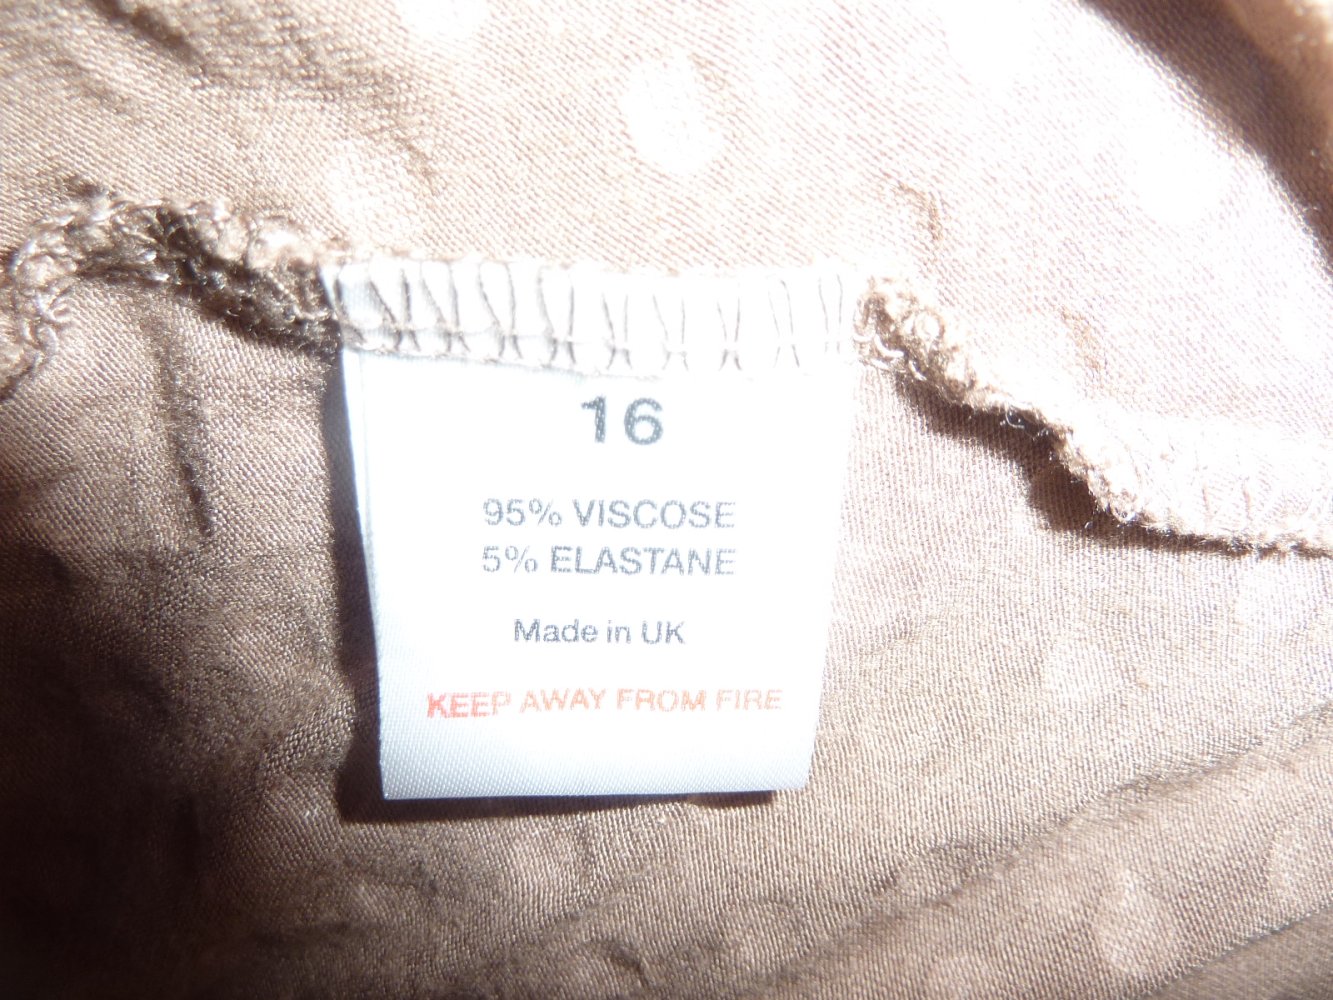 16
95% VISCOSE
5% ELASTANE
Made in UK
KEEP AWAY FROM FIRE